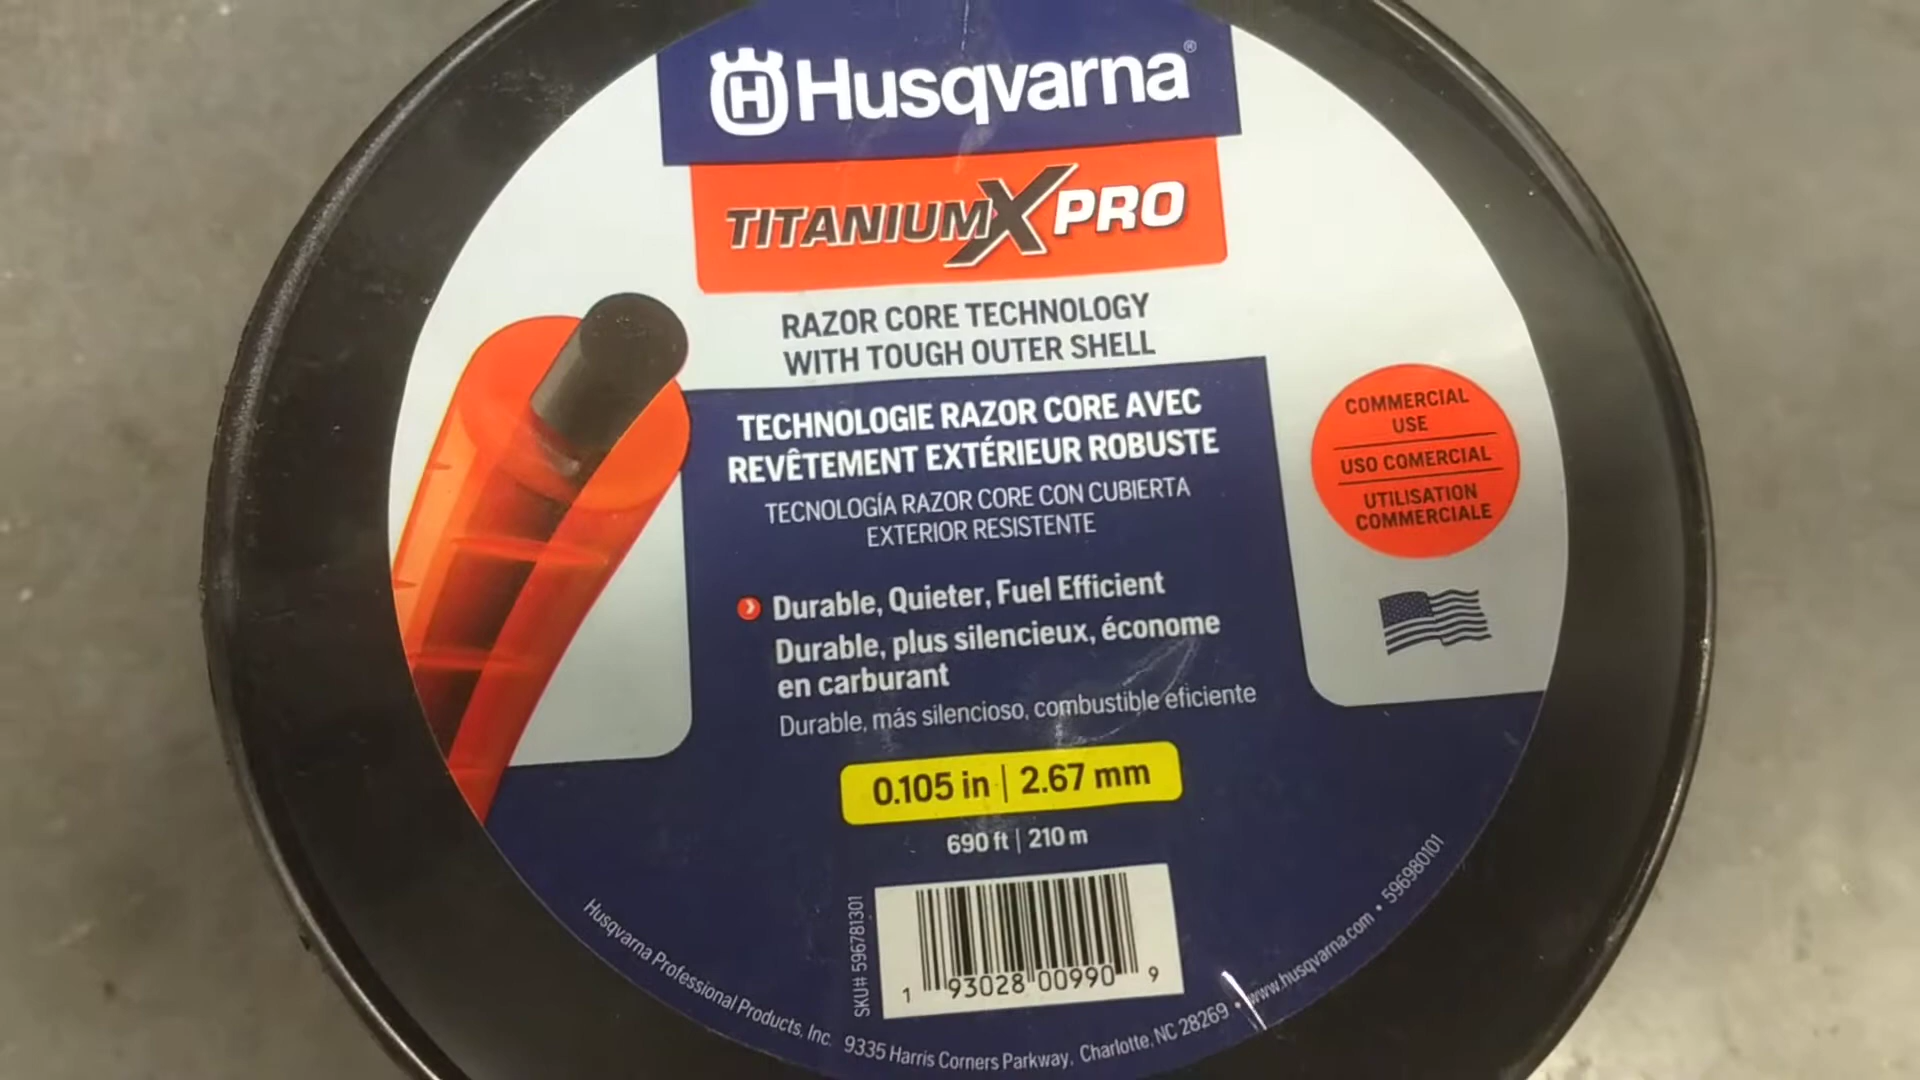 Husqvarna®
TITANIUM X PRO
RAZOR CORE TECHNOLOGY
WITH TOUGH OUTER SHELL
TECHNOLOGIE RAZOR CORE AVEC
REVÊTEMENT EXTÉRIEUR ROBUSTE
TECNOLOGÍA RAZOR CORE CON CUBIERTA
EXTERIOR RESISTENTE
COMMERCIAL
USE
USO COMERCIAL
UTILISATION
COMMERCIALE
Durable, Quieter, Fuel Efficient
Durable, plus silencieux, économe
en carburant
Durable, más silencioso, combustible eficiente
0.105 in | 2.67 mm
690 ft | 210 m
SKU# 596781301
1 93028 00990 9
Husqvarna Professional Products, Inc. 9335 Harris Corners Parkway, Charlotte, NC 28269 • www.husqvarna.com • 596980101